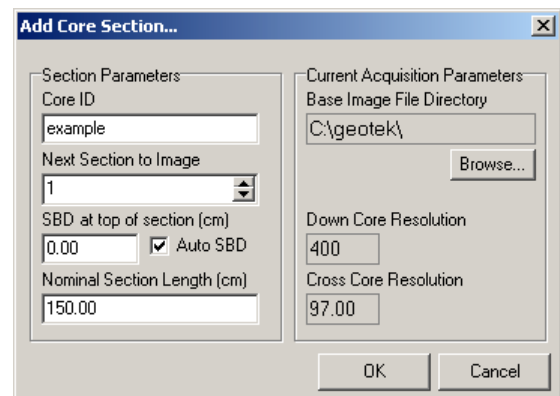 Add Core Section...
Section Parameters
Core ID
example
Next Section to Image
1
SBD at top of section (cm)
0.00
Auto SBD
Nominal Section Length (cm)
150.00
Current Acquisition Parameters
Base Image File Directory
C:\geotek\
Browse...
Down Core Resolution
400
Cross Core Resolution
97.00
OK
Cancel